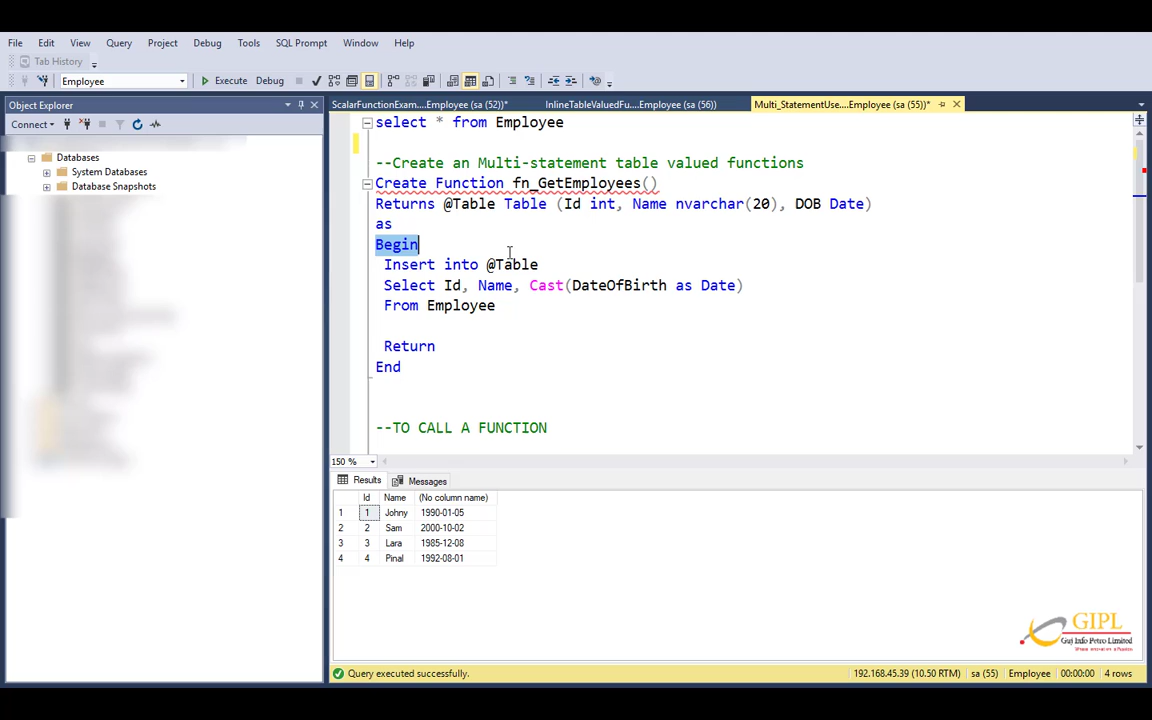 File Edit View Query Project Debug Tools SQL Prompt Window Help
Tab History
Employee Execute Debug
Object Explorer
ScalarFunctionExam....Employee (sa (52))* InlineTableValuedFu....Employee (sa (56)) Multi_StatementUse....Employee (sa (55))*
Connect
Databases
System Databases
Database Snapshots
select * from Employee
--Create an Multi-statement table valued functions
Create Function fn_GetEmployees()
Returns @Table Table (Id int, Name nvarchar(20), DOB Date)
as
Begin
Insert into @Table
Select Id, Name, Cast(DateOfBirth as Date)
From Employee
Return
End
--TO CALL A FUNCTION
150 %
Results Messages
Id Name (No column name)
1 1 Johny 1990-01-05
2 2 Sam 2000-10-02
3 3 Lara 1985-12-08
4 4 Pinal 1992-08-01
GIPL
Guj Info Petro Limited
Query executed successfully. 192.168.45.39 (10.50 RTM) sa (55) Employee 00:00:00 4 rows